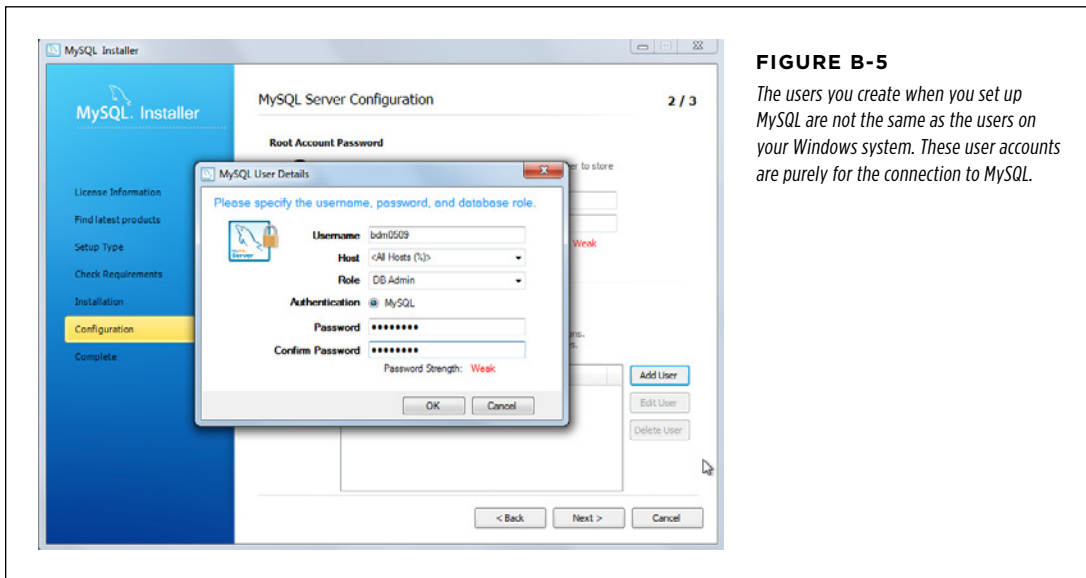 MySQL Installer
MySQL. Installer
License Information
Find latest products
Setup Type
Check Requirements
Installation
Configuration
Complete
MySQL Server Configuration
2 / 3
Root Account Password
er to store
Weak
ons.
s.
MySQL User Details
Please specify the username, password, and database role.
MySQL
Server
Username
bdm0509
Host
<All Hosts (%)>
Role
DB Admin
Authentication
MySQL
Password
••••••••
Confirm Password
••••••••
Password Strength: Weak
OK
Cancel
Add User
Edit User
Delete User
< Back
Next >
Cancel
FIGURE B-5
The users you create when you set up
MySQL are not the same as the users on
your Windows system. These user accounts
are purely for the connection to MySQL.